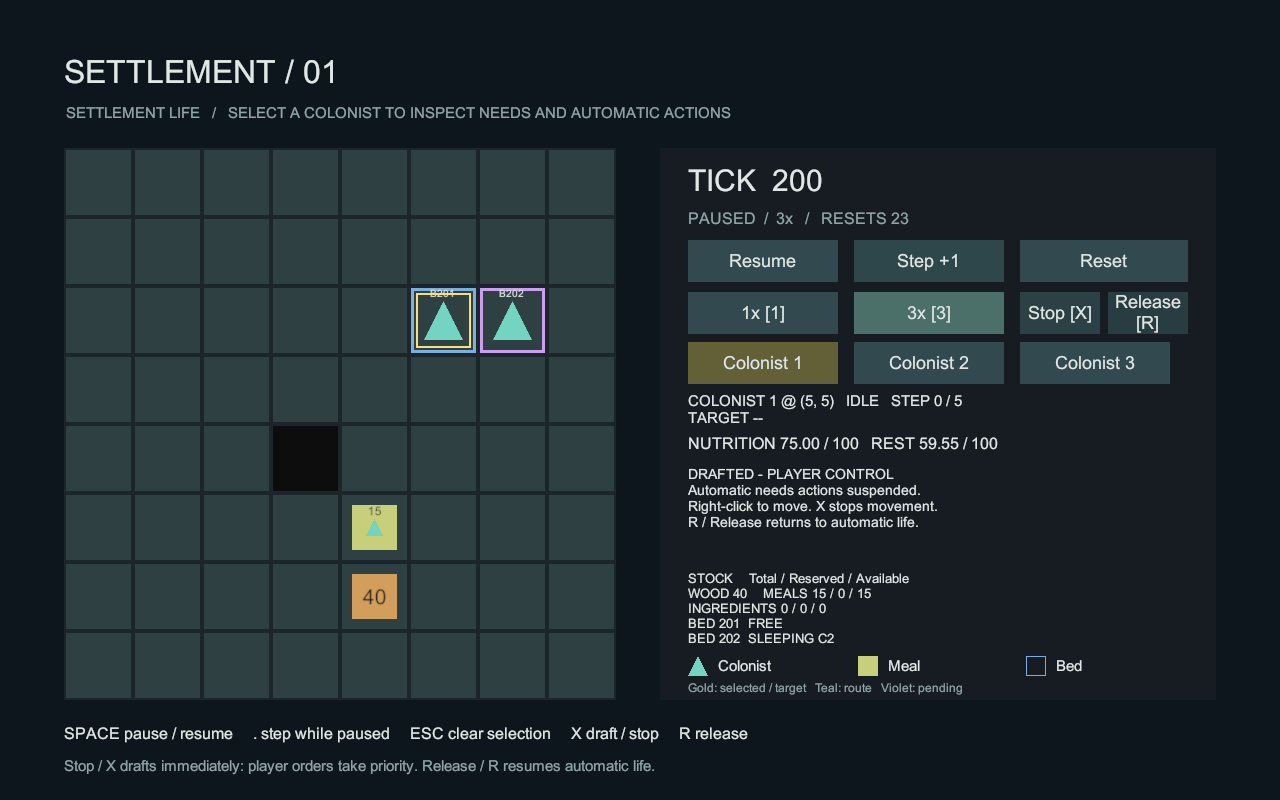 SETTLEMENT / 01
SETTLEMENT LIFE / SELECT A COLONIST TO INSPECT NEEDS AND AUTOMATIC ACTIONS
B201
B202
15
40
TICK 200
PAUSED / 3x / RESETS 23
Resume Step +1 Reset
1x [1] 3x [3] Stop [X] Release [R]
Colonist 1 Colonist 2 Colonist 3
COLONIST 1 @ (5, 5) IDLE STEP 0 / 5
TARGET --
NUTRITION 75.00 / 100 REST 59.55 / 100
DRAFTED - PLAYER CONTROL
Automatic needs actions suspended.
Right-click to move. X stops movement.
R / Release returns to automatic life.
STOCK Total / Reserved / Available
WOOD 40 MEALS 15 / 0 / 15
INGREDIENTS 0 / 0 / 0
BED 201 FREE
BED 202 SLEEPING C2
Colonist Meal Bed
Gold: selected / target Teal: route Violet: pending
SPACE pause / resume . step while paused ESC clear selection X draft / stop R release
Stop / X drafts immediately: player orders take priority. Release / R resumes automatic life.